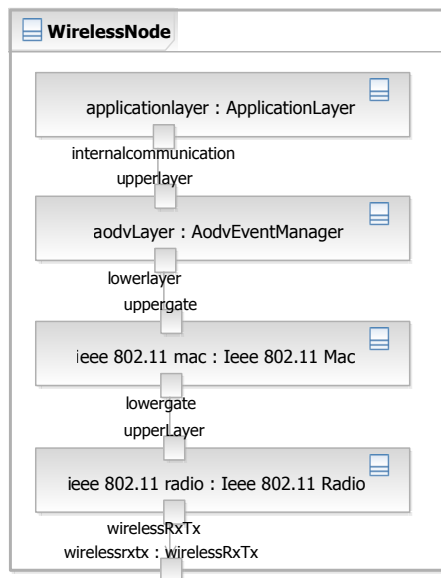 WirelessNode
applicationlayer : ApplicationLayer
internalcommunication
upperlayer
aodvLayer : AodvEventManager
lowerlayer
uppergate
ieee 802.11 mac : Ieee 802.11 Mac
lowergate
upperLayer
ieee 802.11 radio : Ieee 802.11 Radio
wirelessRxTx
wirelessrxtx : wirelessRxTx